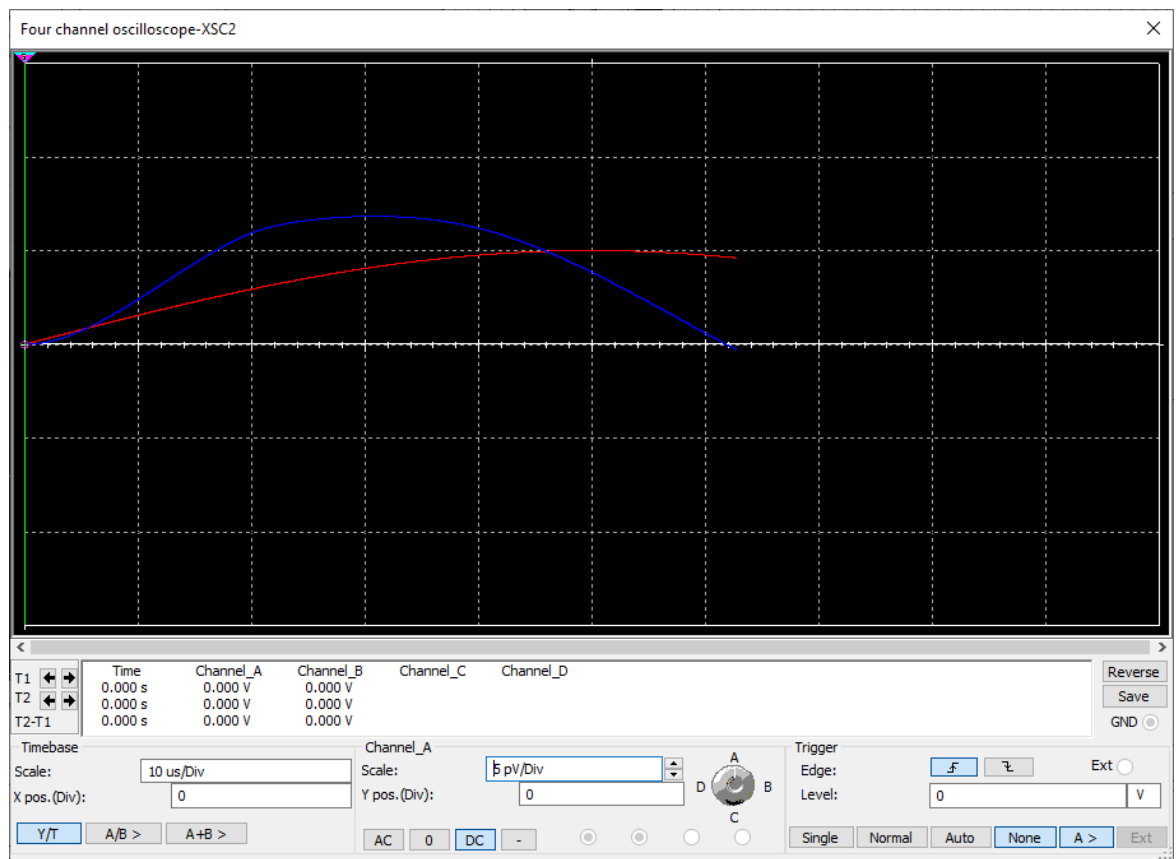 Four channel oscilloscope-XSC2
Time Channel_A Channel_B Channel_C Channel_D
T1 0.000 s 0.000 V 0.000 V
T2 0.000 s 0.000 V 0.000 V
T2-T1 0.000 s 0.000 V 0.000 V
Reverse
Save
GND
Timebase
Scale: 10 us/Div
X pos.(Div): 0
Y/T A/B > A+B >
Channel_A
Scale: 5 pV/Div
Y pos.(Div): 0
AC 0 DC -
A
D B
C
Trigger
Edge: Ext
Level: 0 V
Single Normal Auto None A > Ext